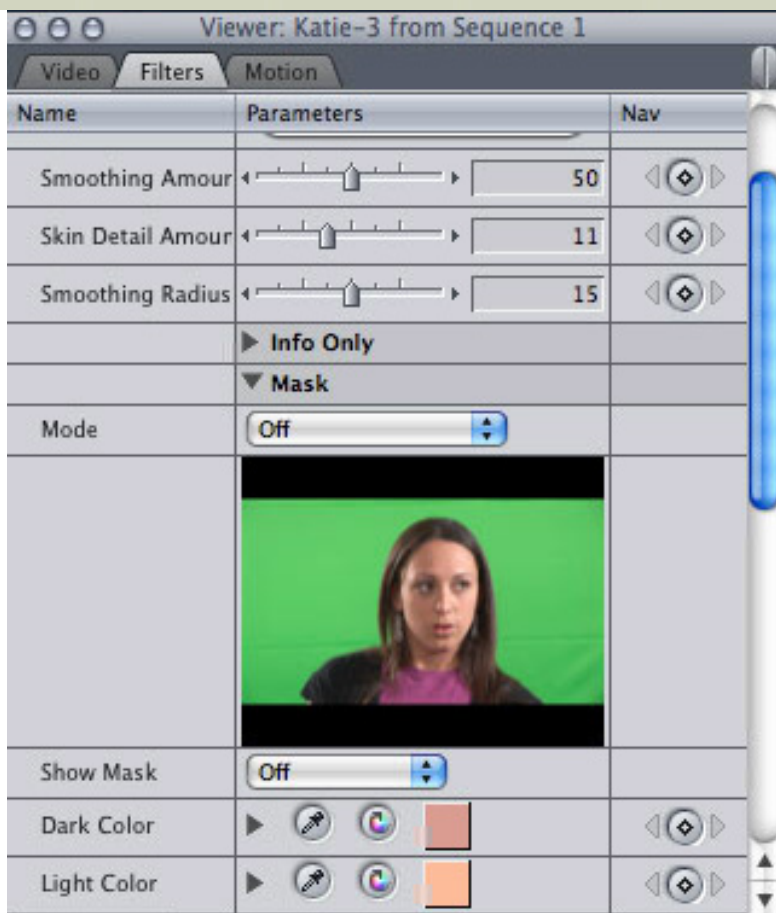 Viewer: Katie-3 from Sequence 1
Video Filters Motion
Name Parameters Nav
Smoothing Amour 50
Skin Detail Amour 11
Smoothing Radius 15
Info Only
Mask
Mode Off
Show Mask Off
Dark Color
Light Color